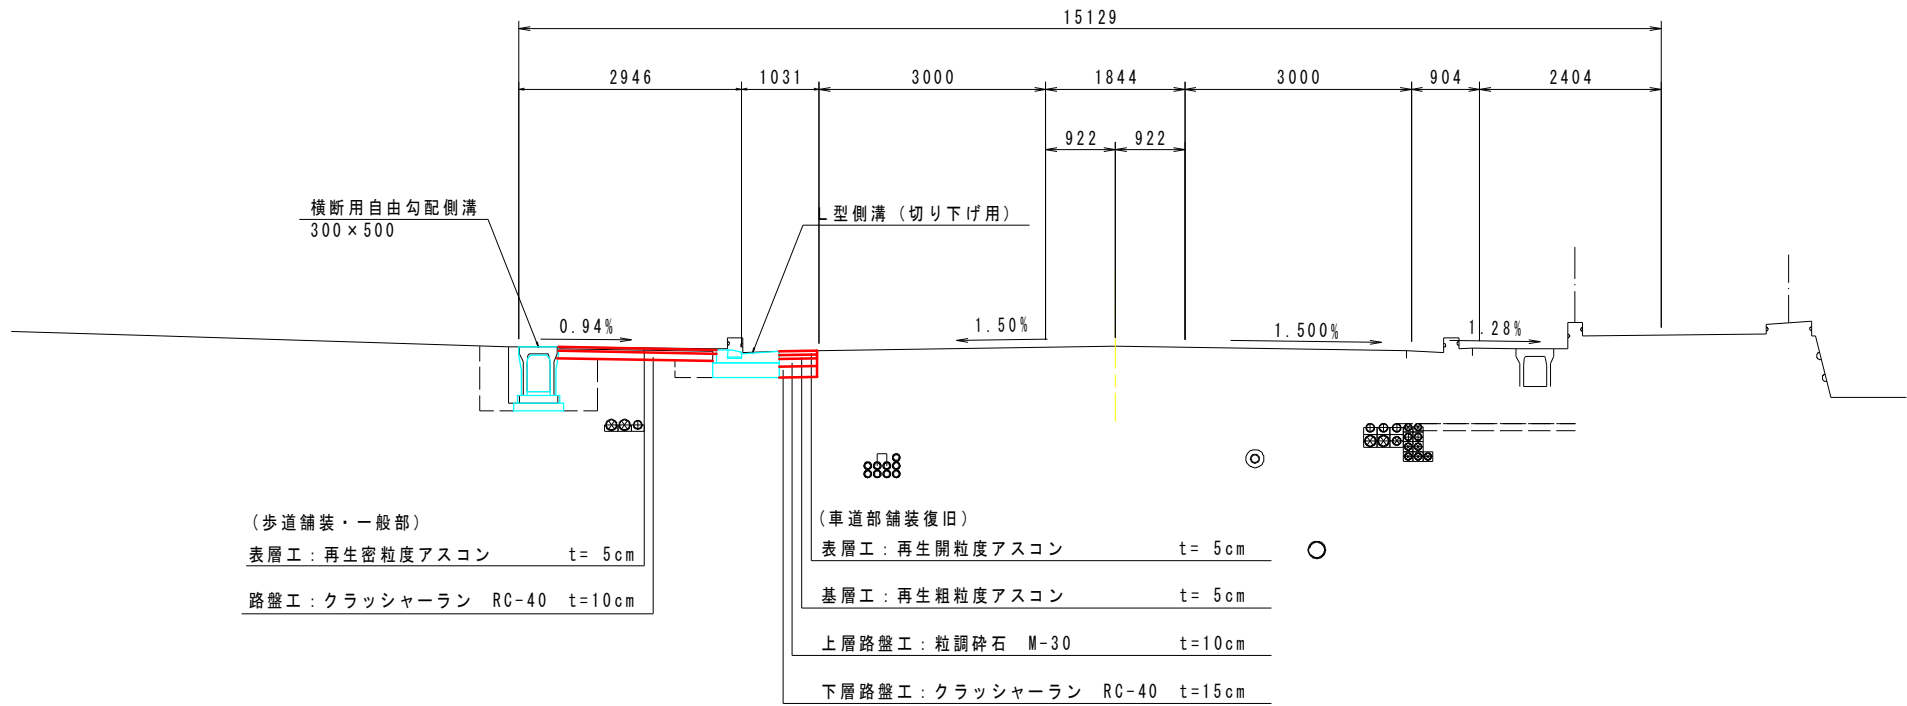 15129
2946 1031 3000 1844 3000 904 2404
922 922
横断用自由勾配側溝
300×500
L型側溝（切り下げ用）
0.94%
1.50%
1.500%
1.28%
（歩道舗装・一般部）
表層工：再生密粒度アスコン t= 5cm
路盤工：クラッシャーラン RC-40 t=10cm
（車道部舗装復旧）
表層工：再生開粒度アスコン t= 5cm
基層工：再生粗粒度アスコン t= 5cm
上層路盤工：粒調砕石 M-30 t=10cm
下層路盤工：クラッシャーラン RC-40 t=15cm